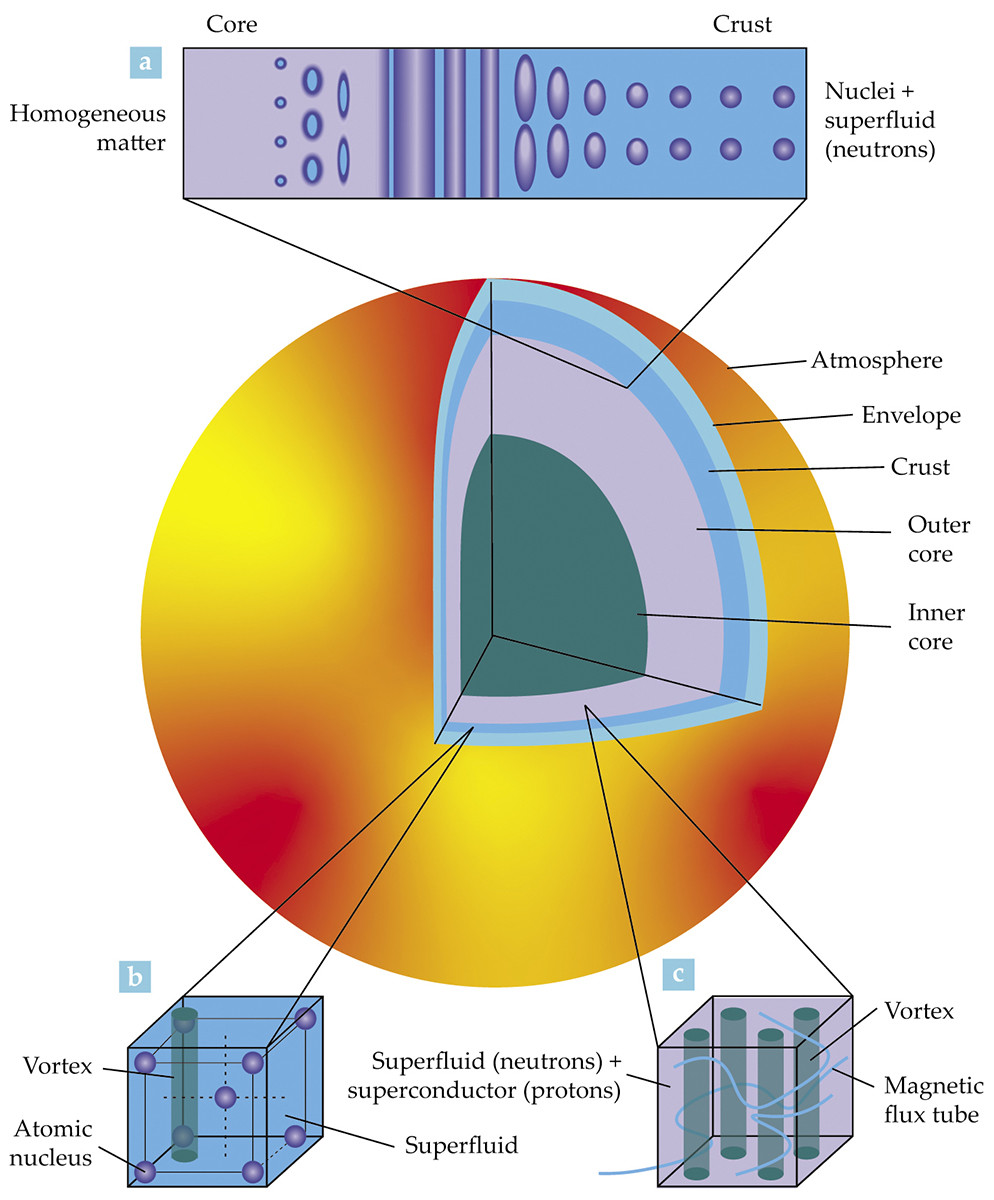 Core
Crust
a
Homogeneous
matter
Nuclei +
superfluid
(neutrons)
Atmosphere
Envelope
Crust
Outer
core
Inner
core
b
Vortex
Atomic
nucleus
Superfluid
c
Superfluid (neutrons) +
superconductor (protons)
Vortex
Magnetic
flux tube